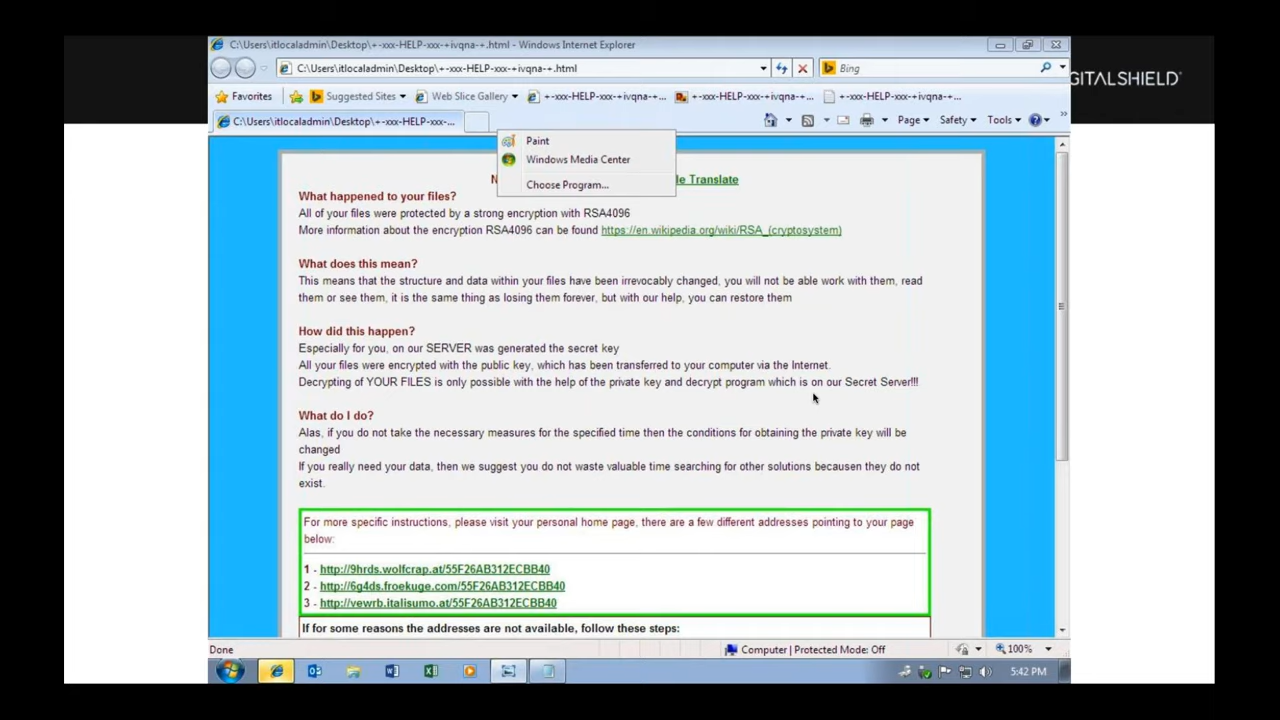 C:\Users\itlocaladmin\Desktop\+-xxx-HELP-xxx-+ivqna-+.html - Windows Internet Explorer
C:\Users\itlocaladmin\Desktop\+-xxx-HELP-xxx-+ivqna-+.html
Bing
IGITALSHIELD
Favorites Suggested Sites Web Slice Gallery +-xxx-HELP-xxx-+ivqna-+... +-xxx-HELP-xxx-+ivqna-+... +-xxx-HELP-xxx-+ivqna-+...
C:\Users\itlocaladmin\Desktop\+-xxx-HELP-xxx-... Page Safety Tools
Paint
Windows Media Center
Choose Program...
N le Translate
What happened to your files?
All of your files were protected by a strong encryption with RSA4096
More information about the encryption RSA4096 can be found https://en.wikipedia.org/wiki/RSA_(cryptosystem)
What does this mean?
This means that the structure and data within your files have been irrevocably changed, you will not be able work with them, read
them or see them, it is the same thing as losing them forever, but with our help, you can restore them
How did this happen?
Especially for you, on our SERVER was generated the secret key
All your files were encrypted with the public key, which has been transferred to your computer via the Internet.
Decrypting of YOUR FILES is only possible with the help of the private key and decrypt program which is on our Secret Server!!!
What do I do?
Alas, if you do not take the necessary measures for the specified time then the conditions for obtaining the private key will be
changed
If you really need your data, then we suggest you do not waste valuable time searching for other solutions becausen they do not
exist.
For more specific instructions, please visit your personal home page, there are a few different addresses pointing to your page
below:
1 - http://9hrds.wolfcrap.at/55F26AB312ECBB40
2 - http://6g4ds.froekuge.com/55F26AB312ECBB40
3 - http://vewrb.italisumo.at/55F26AB312ECBB40
If for some reasons the addresses are not available, follow these steps:
Done Computer | Protected Mode: Off 100%
5:42 PM